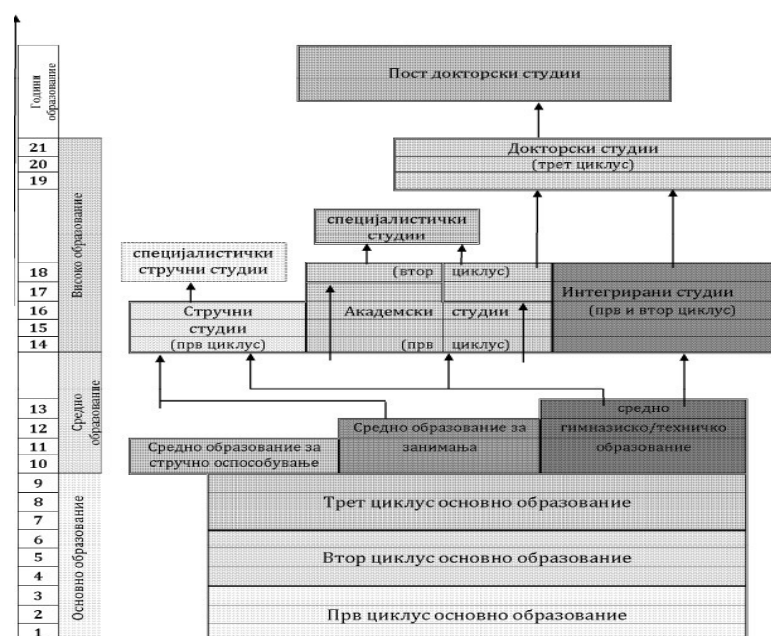 Години
образование
Пост докторски студии
21
20
19
Докторски студии
(трет циклус)
Високо образование
специјалистички
студии
специјалистички
стручни студии
18
17
16
15
14
(втор циклус)
Академски студии
(прв циклус)
Интегрирани студии
(прв и втор циклус)
Стручни
студии
(прв циклус)
Средно
образование
13
12
11
10
средно
гимназиско/техничко
образование
Средно образование за
занимања
Средно образование за
стручно оспособување
Основно образование
9
8
7
Трет циклус основно образование
6
5
4
Втор циклус основно образование
3
2
1
Прв циклус основно образование